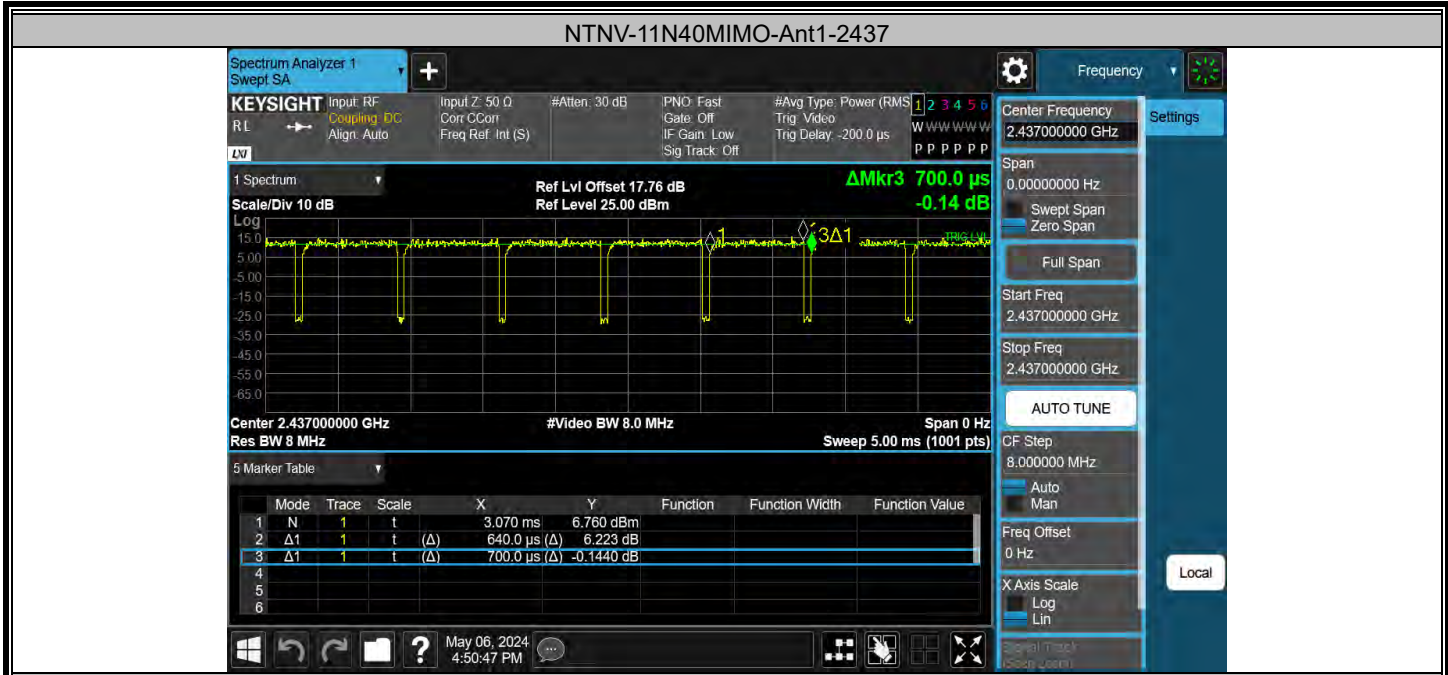 NTNV-11N40MIMO-Ant1-2437
Spectrum Analyzer 1
Swept SA
Frequency
KEYSIGHT
RL
LXI
Input: RF
Coupling: DC
Align: Auto
Input Z: 50 Ω
Corr CCorr
Freq Ref: Int (S)
#Atten: 30 dB
PNO: Fast
Gate: Off
IF Gain: Low
Sig Track: Off
#Avg Type: Power (RMS
Trig: Video
Trig Delay: -200.0 µs
1 2 3 4 5 6
W W W W W W
P P P P P P
1 Spectrum
Scale/Div 10 dB
Ref Lvl Offset 17.76 dB
Ref Level 25.00 dBm
ΔMkr3 700.0 µs
-0.14 dB
Log
15.0
5.00
-5.00
-15.0
-25.0
-35.0
-45.0
-55.0
-65.0
1
3Δ1
TRIG LVL
Center 2.437000000 GHz
Res BW 8 MHz
#Video BW 8.0 MHz
Span 0 Hz
Sweep 5.00 ms (1001 pts)
5 Marker Table
Mode Trace Scale X Y Function Function Width Function Value
1 N 1 t 3.070 ms 6.760 dBm
2 Δ1 1 t (Δ) 640.0 µs (Δ) 6.223 dB
3 Δ1 1 t (Δ) 700.0 µs (Δ) -0.1440 dB
4
5
6
May 06, 2024
4:50:47 PM
Center Frequency
2.437000000 GHz
Settings
Span
0.00000000 Hz
Swept Span
Zero Span
Full Span
Start Freq
2.437000000 GHz
Stop Freq
2.437000000 GHz
AUTO TUNE
CF Step
8.000000 MHz
Auto
Man
Freq Offset
0 Hz
X Axis Scale
Log
Lin
Signal Track
(Span Zoom)
Local